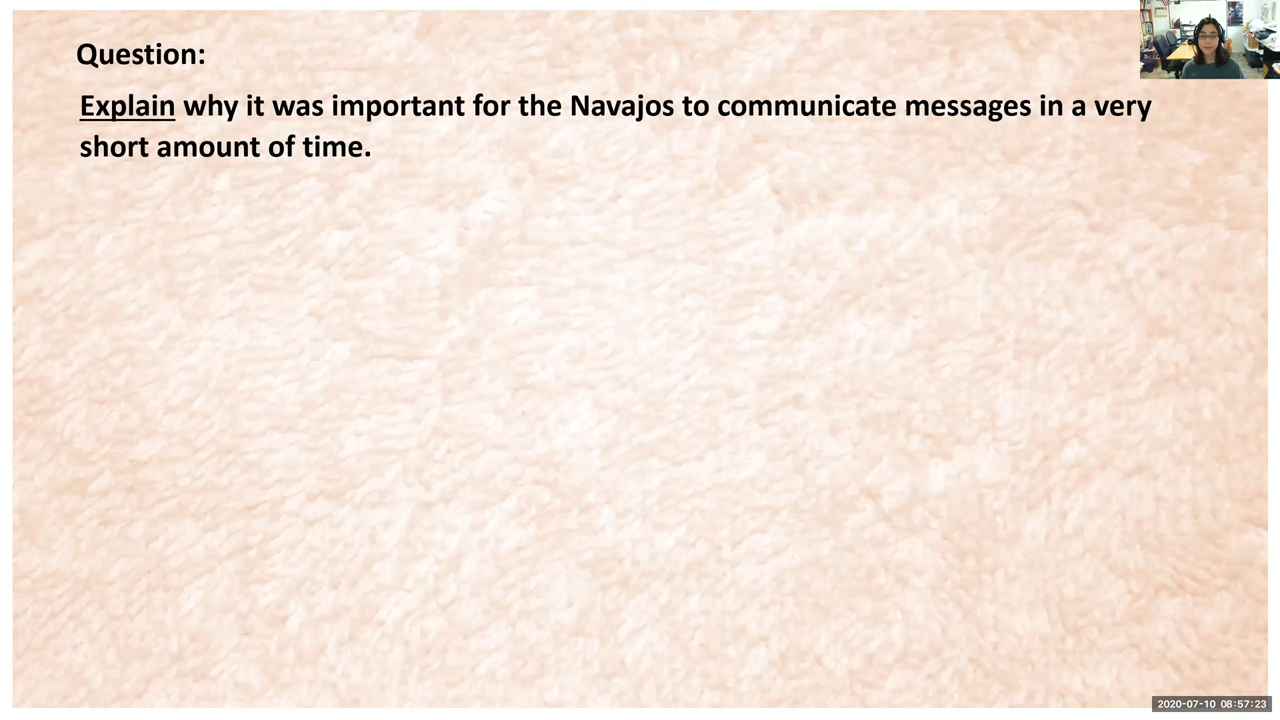 Question:
Explain why it was important for the Navajos to communicate messages in a very
short amount of time.
2020-07-10 08:57:23